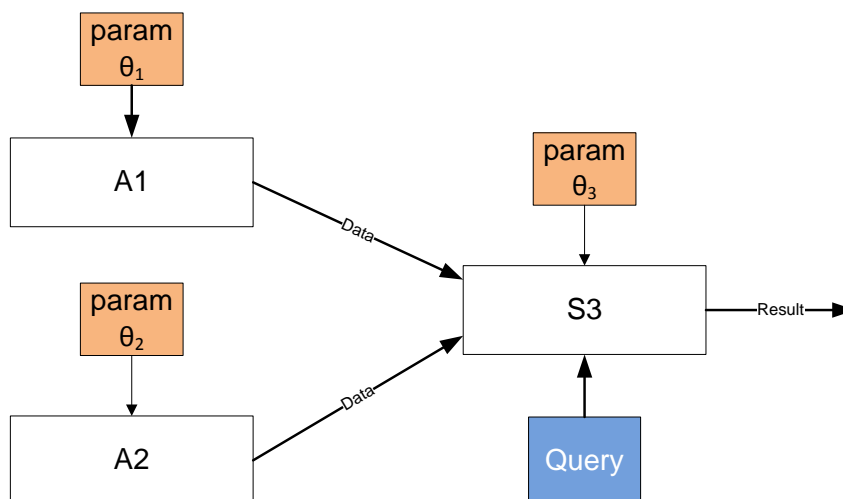 param
θ₁
A1
Data
param
θ₃
param
θ₂
S3
Result
Data
A2
Query